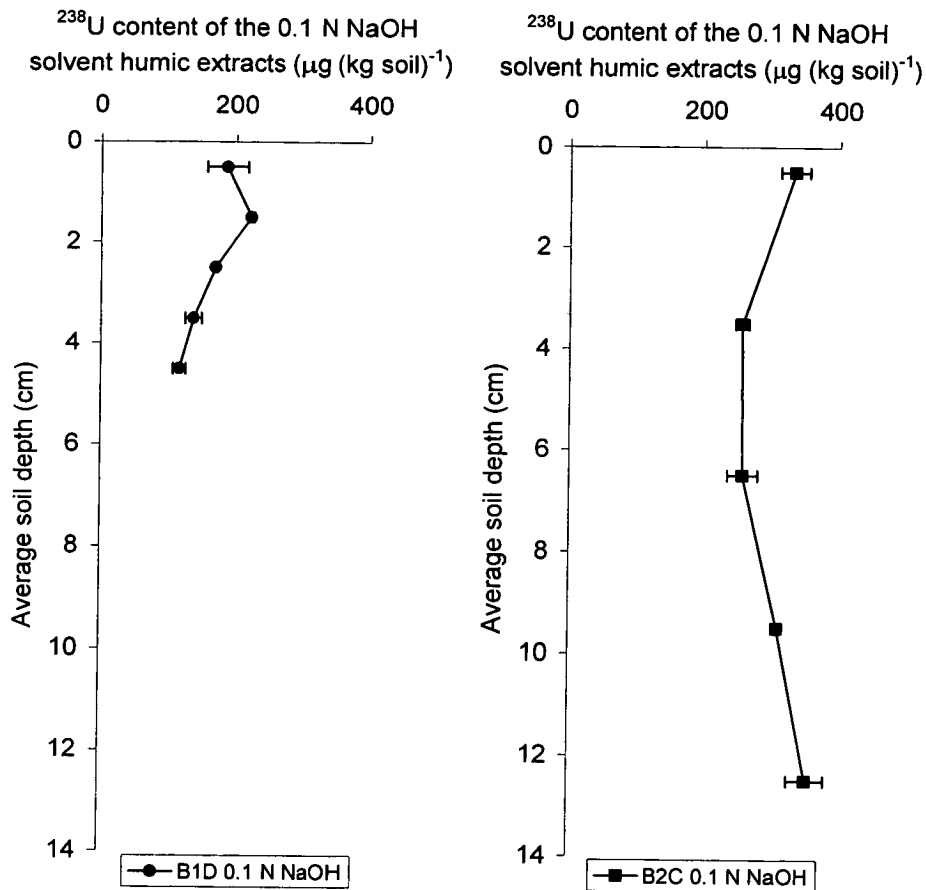 ²³⁸U content of the 0.1 N NaOH
solvent humic extracts (μg (kg soil)⁻¹)
0 200 400
0
2
4
6
8
10
12
14
Average soil depth (cm)
B1D 0.1 N NaOH
²³⁸U content of the 0.1 N NaOH
solvent humic extracts (μg (kg soil)⁻¹)
0 200 400
0
2
4
6
8
10
12
14
Average soil depth (cm)
B2C 0.1 N NaOH